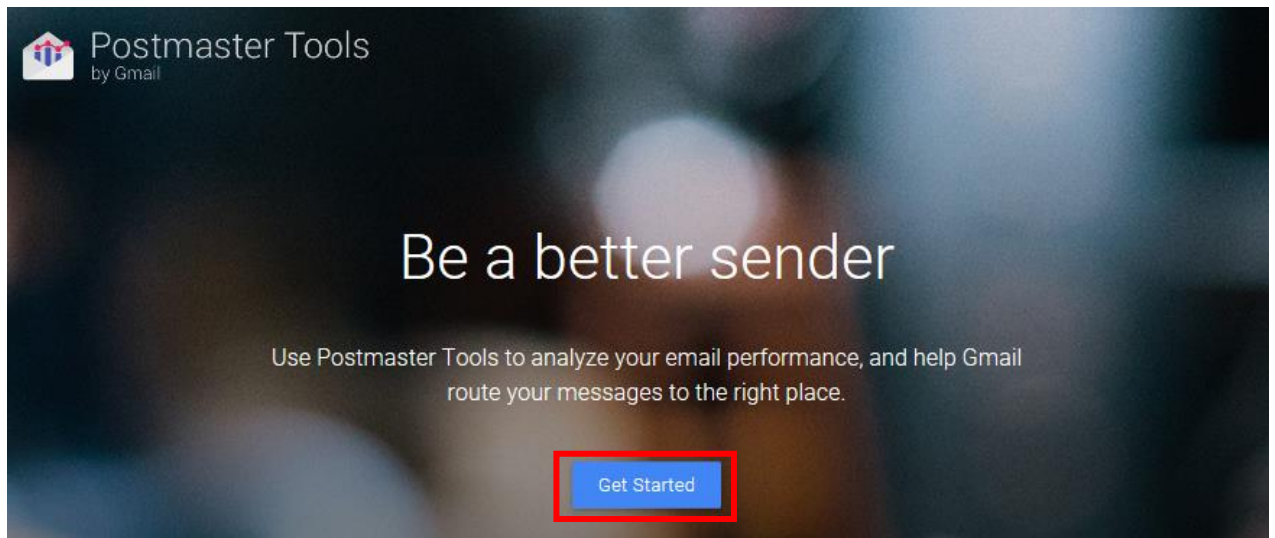 Postmaster Tools
by Gmail
Be a better sender
Use Postmaster Tools to analyze your email performance, and help Gmail
route your messages to the right place.
Get Started